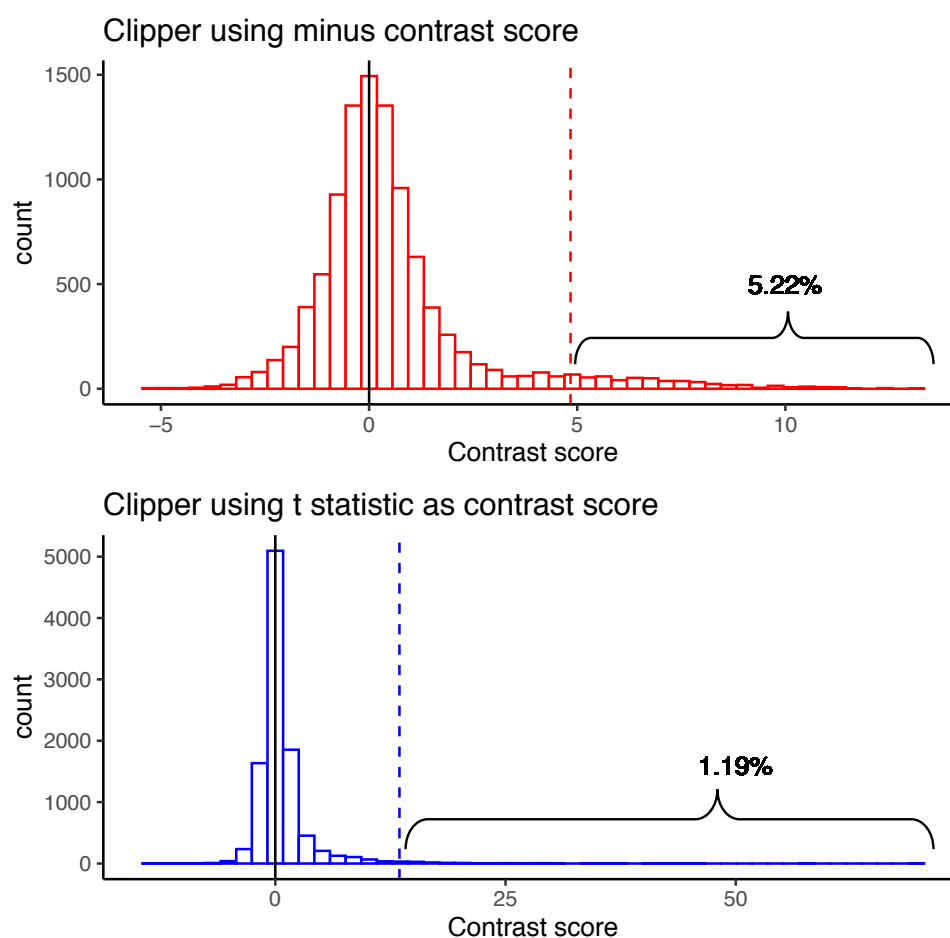 Clipper using minus contrast score
1500
1000
500
0
count
5.22%
−5 0 5 10
Contrast score
Clipper using t statistic as contrast score
5000
4000
3000
2000
1000
0
count
1.19%
0 25 50
Contrast score